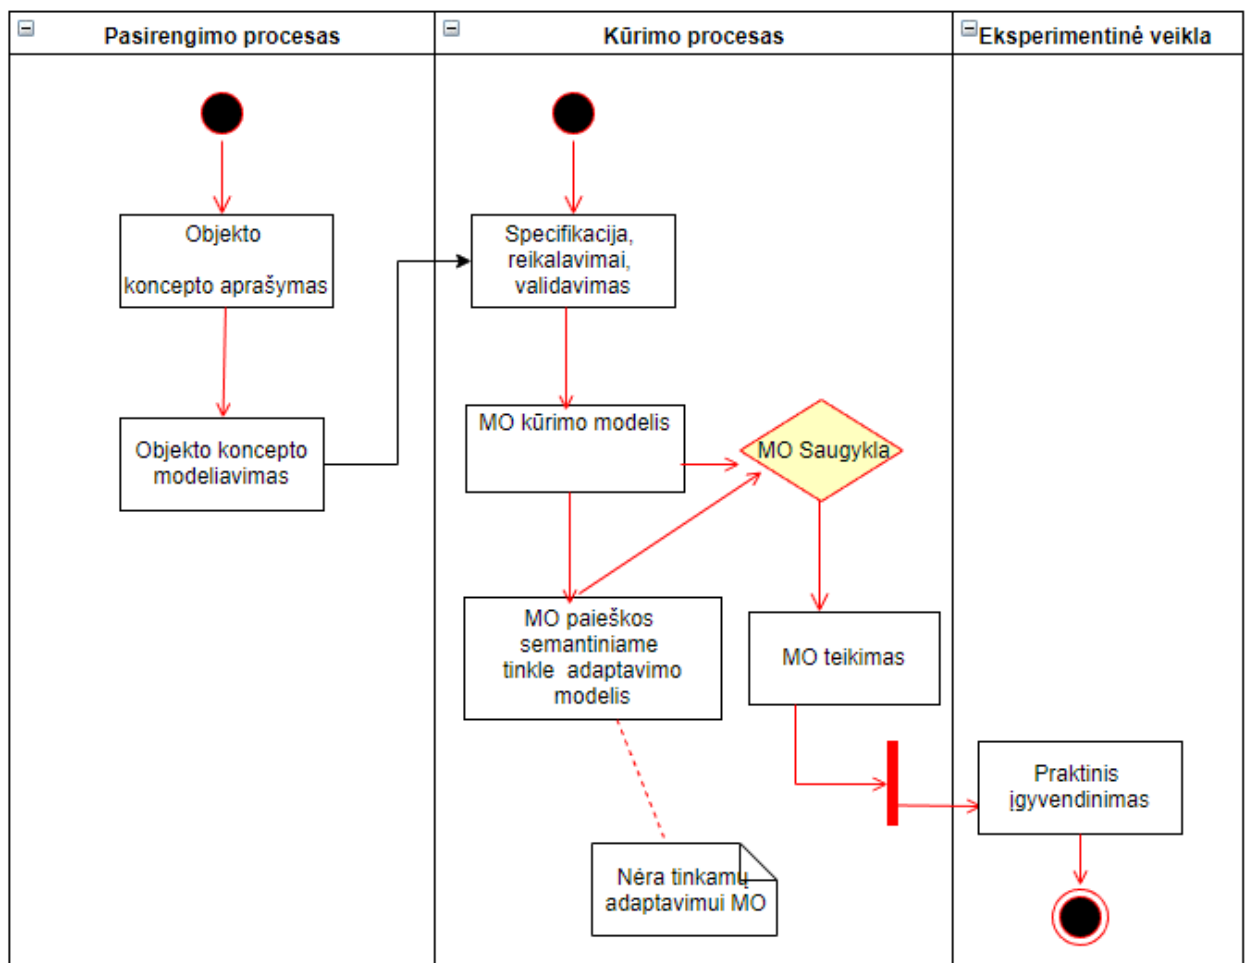 Pasirengimo procesas
Kūrimo procesas
Eksperimentinė veikla
Objekto
koncepto aprašymas
Objekto koncepto
modeliavimas
Specifikacija,
reikalavimai,
validavimas
MO kūrimo modelis
MO Saugykla
MO paieškos
semantiniame
tinkle adaptavimo
modelis
MO teikimas
Nėra tinkamų
adaptavimui MO
Praktinis
įgyvendinimas